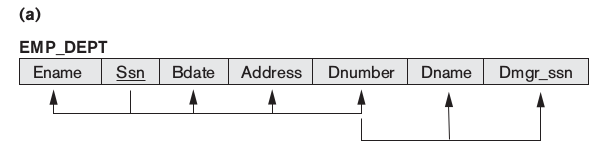 (a)
EMP_DEPT
Ename Ssn Bdate Address Dnumber Dname Dmgr_ssn